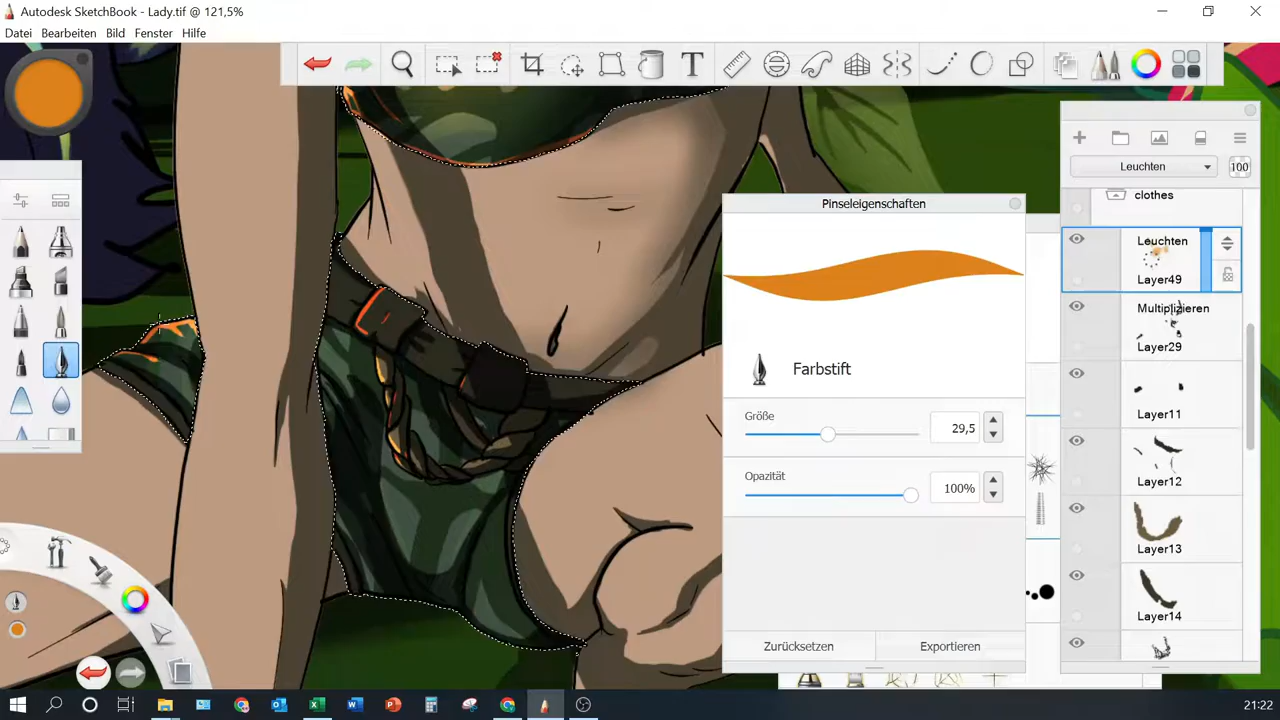 Autodesk SketchBook - Lady.tif @ 121,5%
Datei Bearbeiten Bild Fenster Hilfe
T
Leuchten
100
clothes
Leuchten
Layer49
Multiplizieren
Layer29
Layer11
Layer12
Layer13
Layer14
Pinseleigenschaften
Farbstift
Größe
29,5
Opazität
100%
Zurücksetzen
Exportieren
21:22